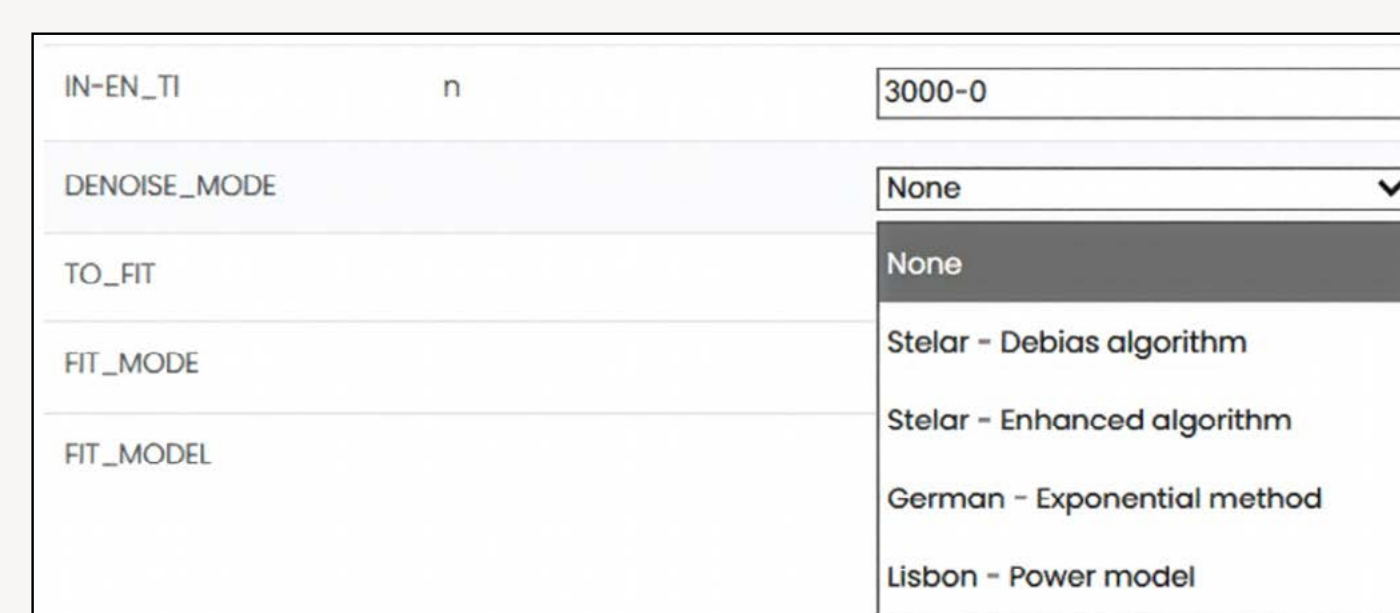 IN-EN_TI n 3000-0
DENOISE_MODE None
None
TO_FIT
Stelar - Debias algorithm
FIT_MODE
Stelar - Enhanced algorithm
FIT_MODEL
German - Exponential method
Lisbon - Power model